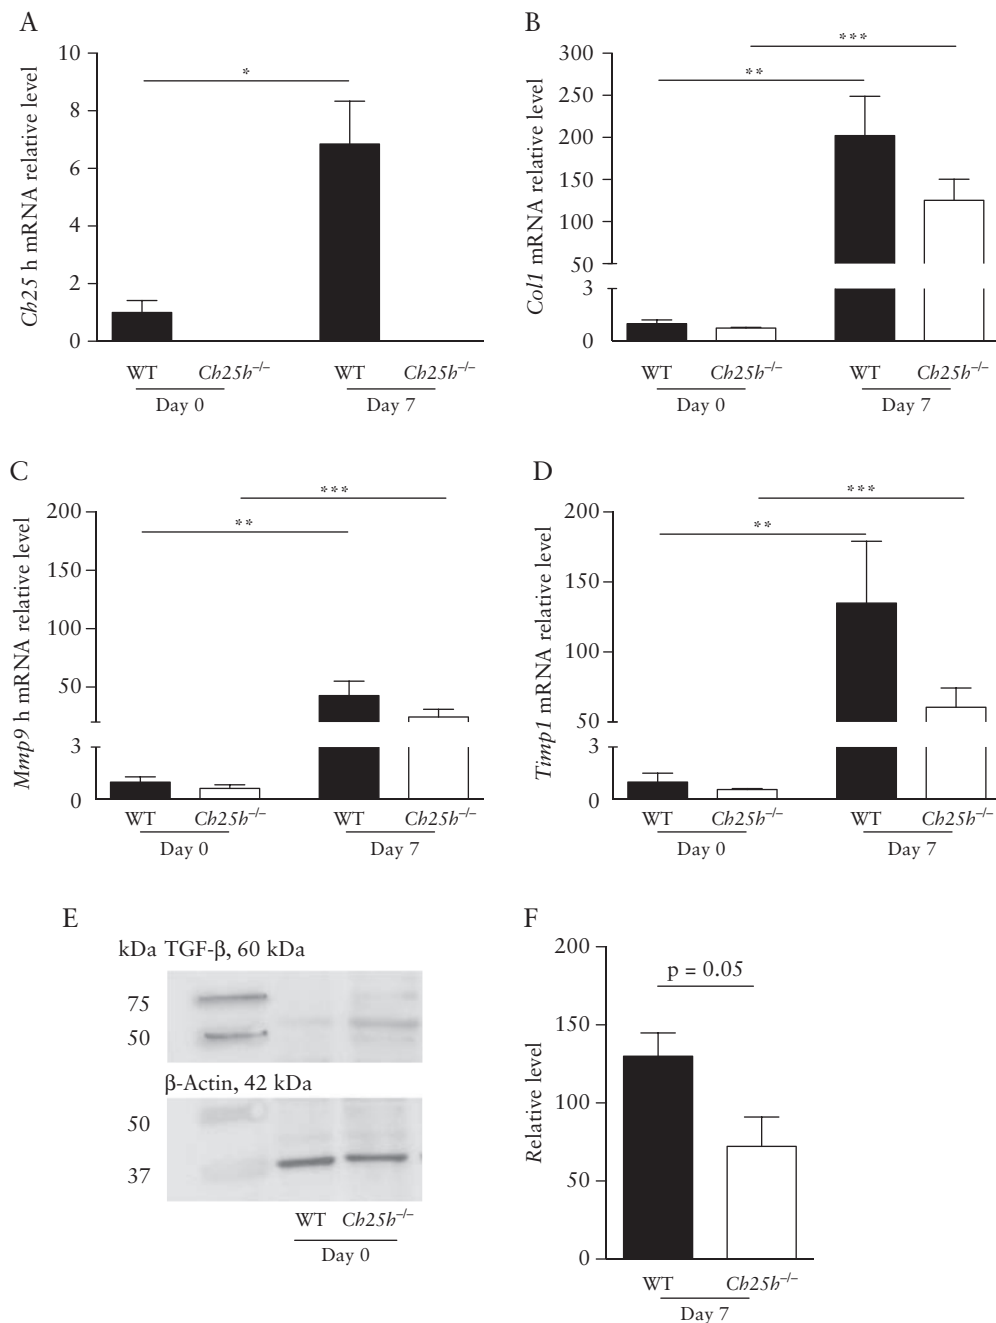 A
Ch25 h mRNA relative level
10
8
6
4
2
0
*
WT Ch25h–/– WT Ch25h–/–
Day 0 Day 7
B
Col1 mRNA relative level
300
250
200
150
100
50
3
0
***
**
WT Ch25h–/– WT Ch25h–/–
Day 0 Day 7
C
Mmp9 h mRNA relative level
200
150
100
50
3
0
***
**
WT Ch25h–/– WT Ch25h–/–
Day 0 Day 7
D
Timp1 mRNA relative level
200
150
100
50
3
0
***
**
WT Ch25h–/– WT Ch25h–/–
Day 0 Day 7
E
kDa TGF-β, 60 kDa
75
50
β-Actin, 42 kDa
50
37
WT Ch25h–/–
Day 0
F
Relative level
200
150
100
50
0
p = 0.05
WT Ch25h–/–
Day 7